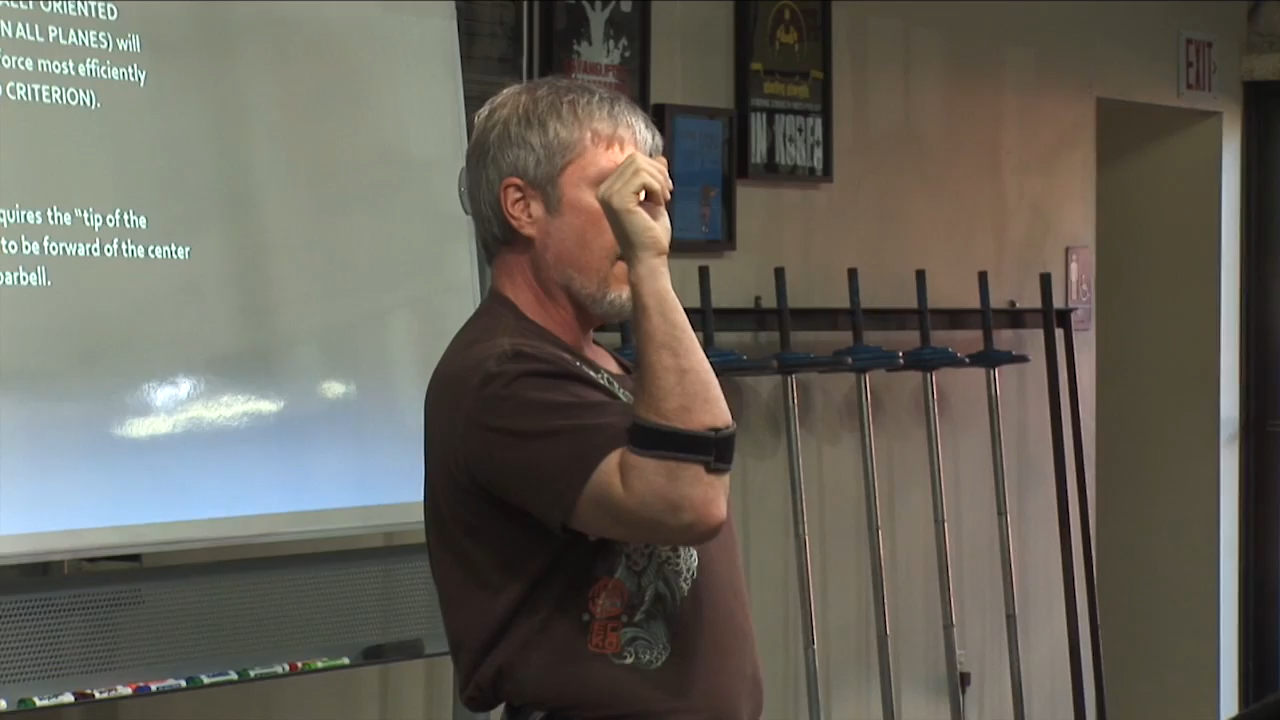 ALLY ORIENTED
N ALL PLANES) will
force most efficiently
CRITERION).
quires the "tip of the
to be forward of the center
barbell.
IN KOREA
EXIT